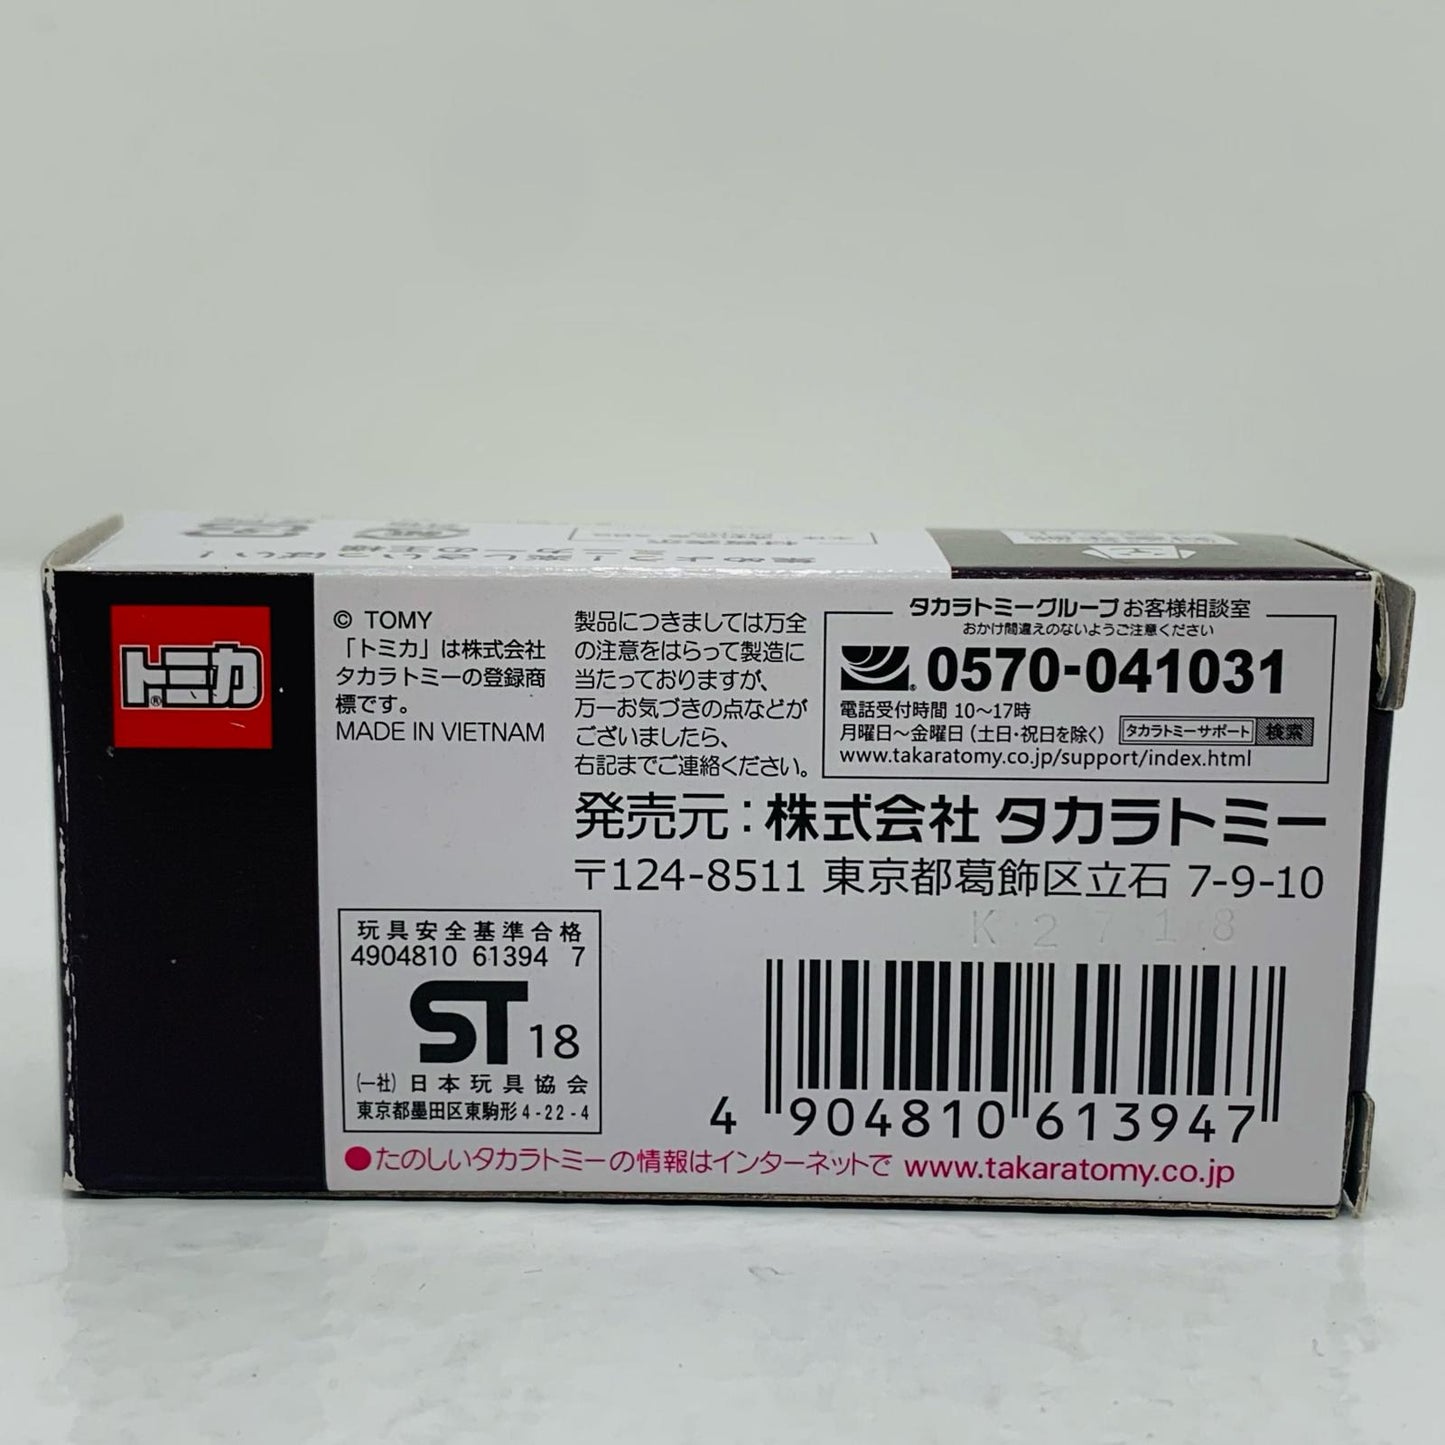 トミカ®
© TOMY
「トミカ」は株式会社
タカラトミーの登録商
標です。
MADE IN VIETNAM
製品につきましては万全
の注意をはらって製造に
当たっておりますが、
万一お気づきの点などが
ございましたら、
右記までご連絡ください。
タカラトミーグループお客様相談室
おかけ間違えのないようご注意ください
0570-041031
電話受付時間 10～17時
月曜日～金曜日（土日・祝日を除く） タカラトミーサポート 検索
www.takaratomy.co.jp/support/index.html
発売元：株式会社 タカラトミー
〒124-8511 東京都葛飾区立石 7-9-10
K2718
玩具安全基準合格
4904810 61394 7
ST 18
(一社) 日本玩具協会
東京都墨田区東駒形4-22-4
4 904810 613947
●たのしいタカラトミーの情報はインターネットで www.takaratomy.co.jp